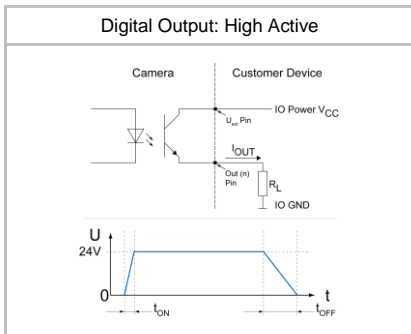 Digital Output: High Active
Camera
Customer Device
IO Power VCC
Uext Pin
IOUT
Out (n)
Pin
RL
IO GND
U
24V
0
t
tON
tOFF